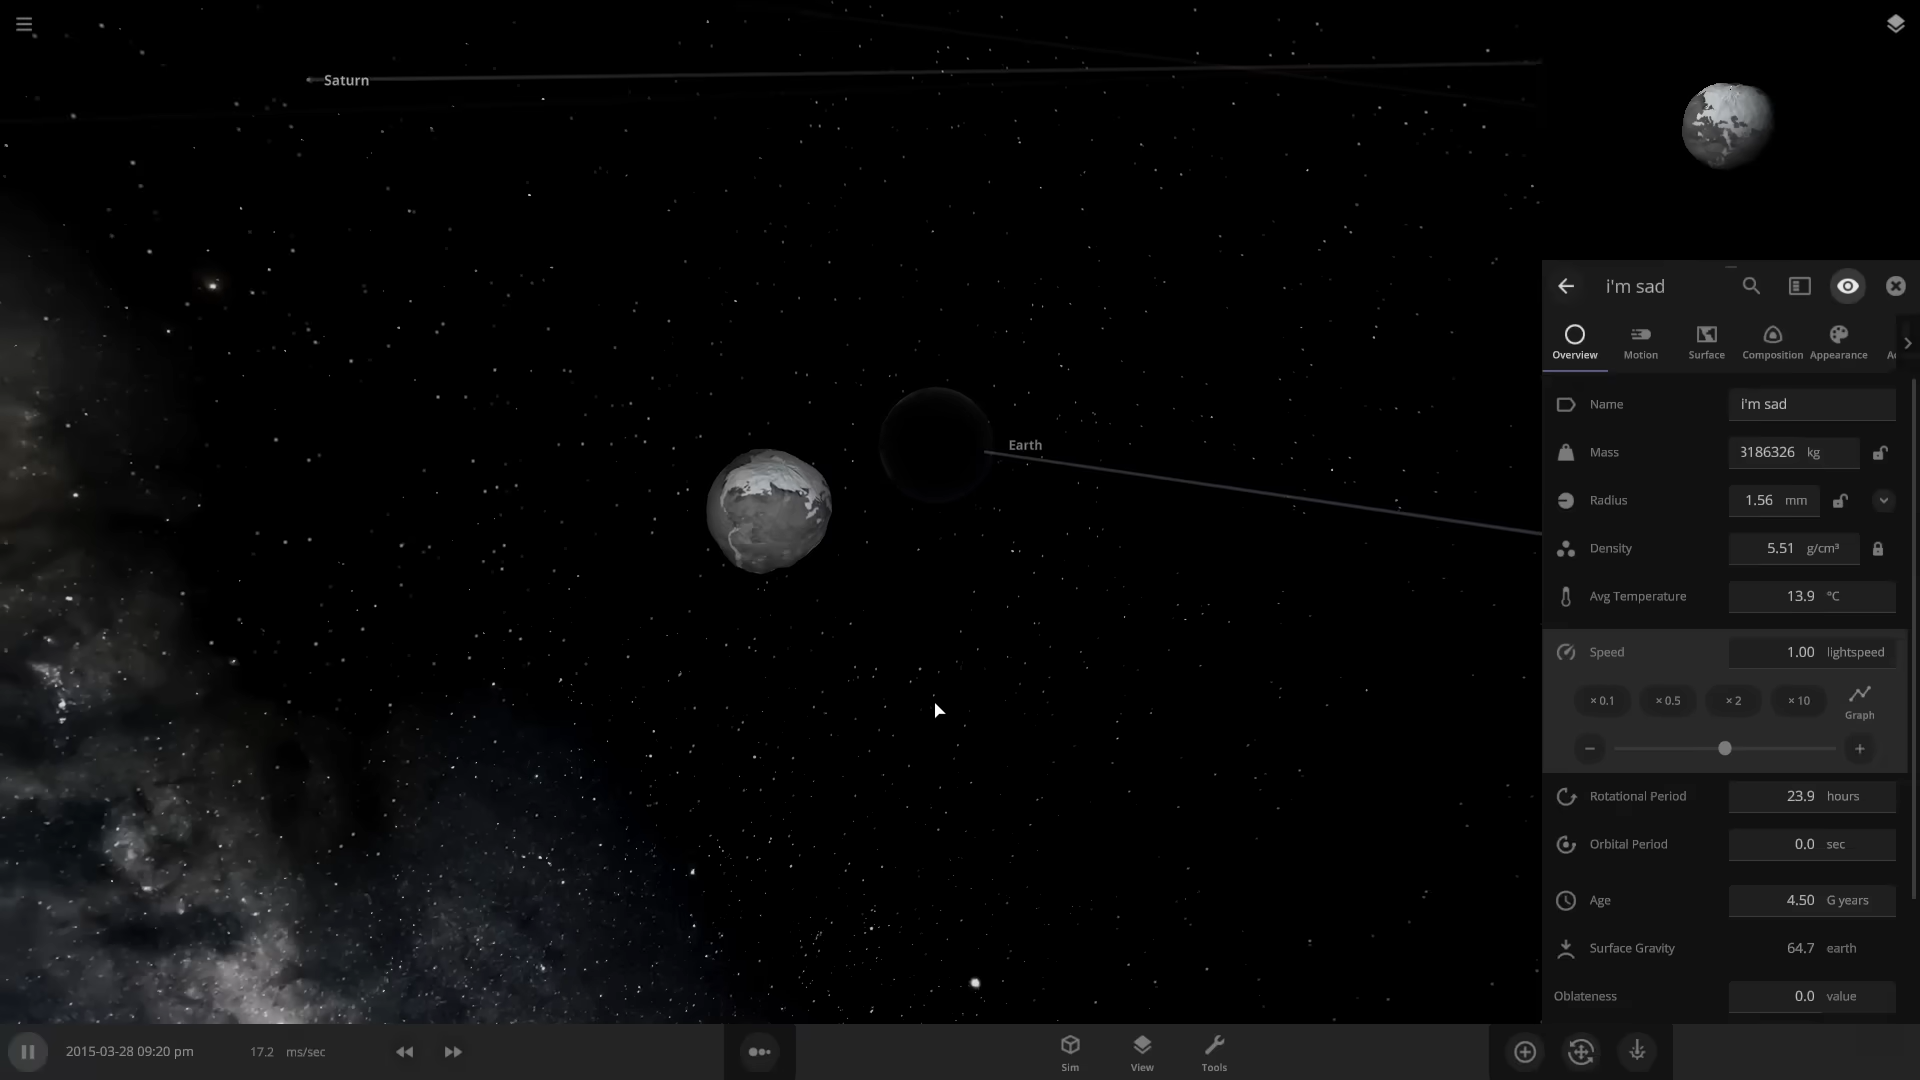 Saturn
Earth
i'm sad
Overview Motion Surface Composition Appearance
Name i'm sad
Mass 3186326 kg
Radius 1.56 mm
Density 5.51 g/cm³
Avg Temperature 13.9 °C
Speed 1.00 lightspeed
× 0.1 × 0.5 × 2 × 10 Graph
Rotational Period 23.9 hours
Orbital Period 0.0 sec
Age 4.50 G years
Surface Gravity 64.7 earth
Oblateness 0.0 value
2015-03-28 09:20 pm 17.2 ms/sec Sim View Tools